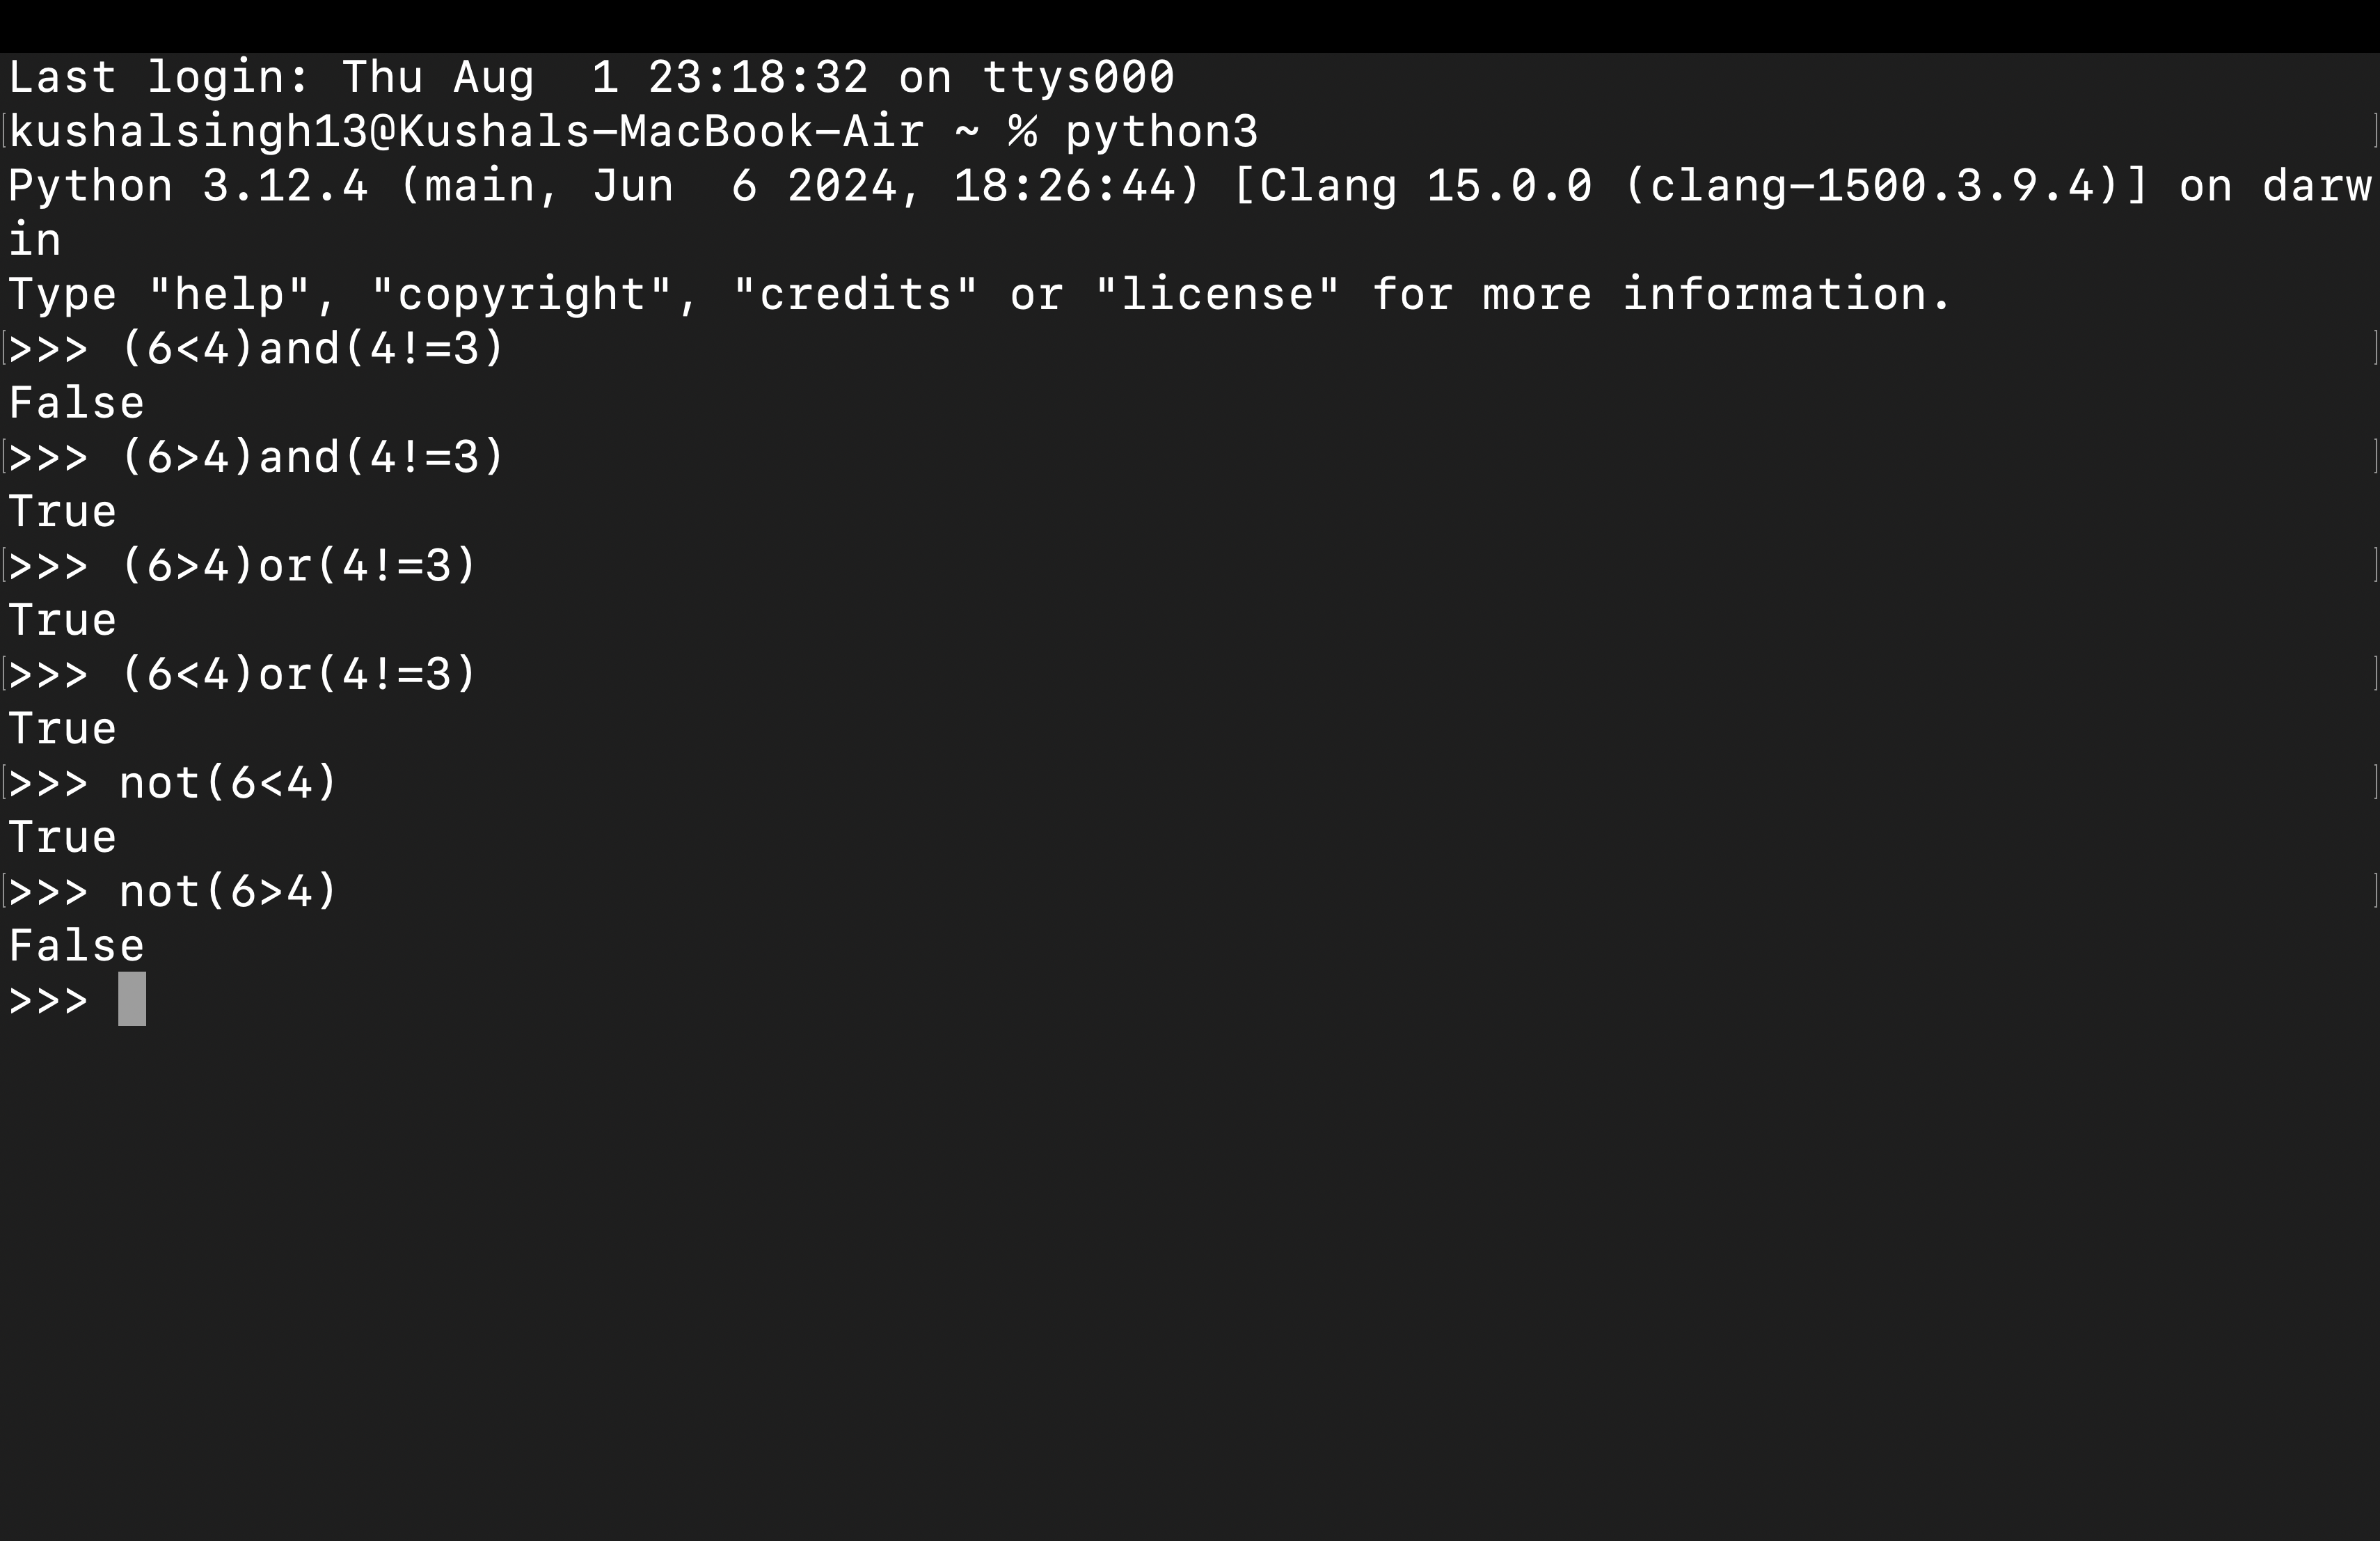 Last login: Thu Aug  1 23:18:32 on ttys000
kushalsingh13@Kushals-MacBook-Air ~ % python3
Python 3.12.4 (main, Jun  6 2024, 18:26:44) [Clang 15.0.0 (clang-1500.3.9.4)] on darw
in
Type "help", "copyright", "credits" or "license" for more information.
>>> (6<4)and(4!=3)
False
>>> (6>4)and(4!=3)
True
>>> (6>4)or(4!=3)
True
>>> (6<4)or(4!=3)
True
>>> not(6<4)
True
>>> not(6>4)
False
>>>